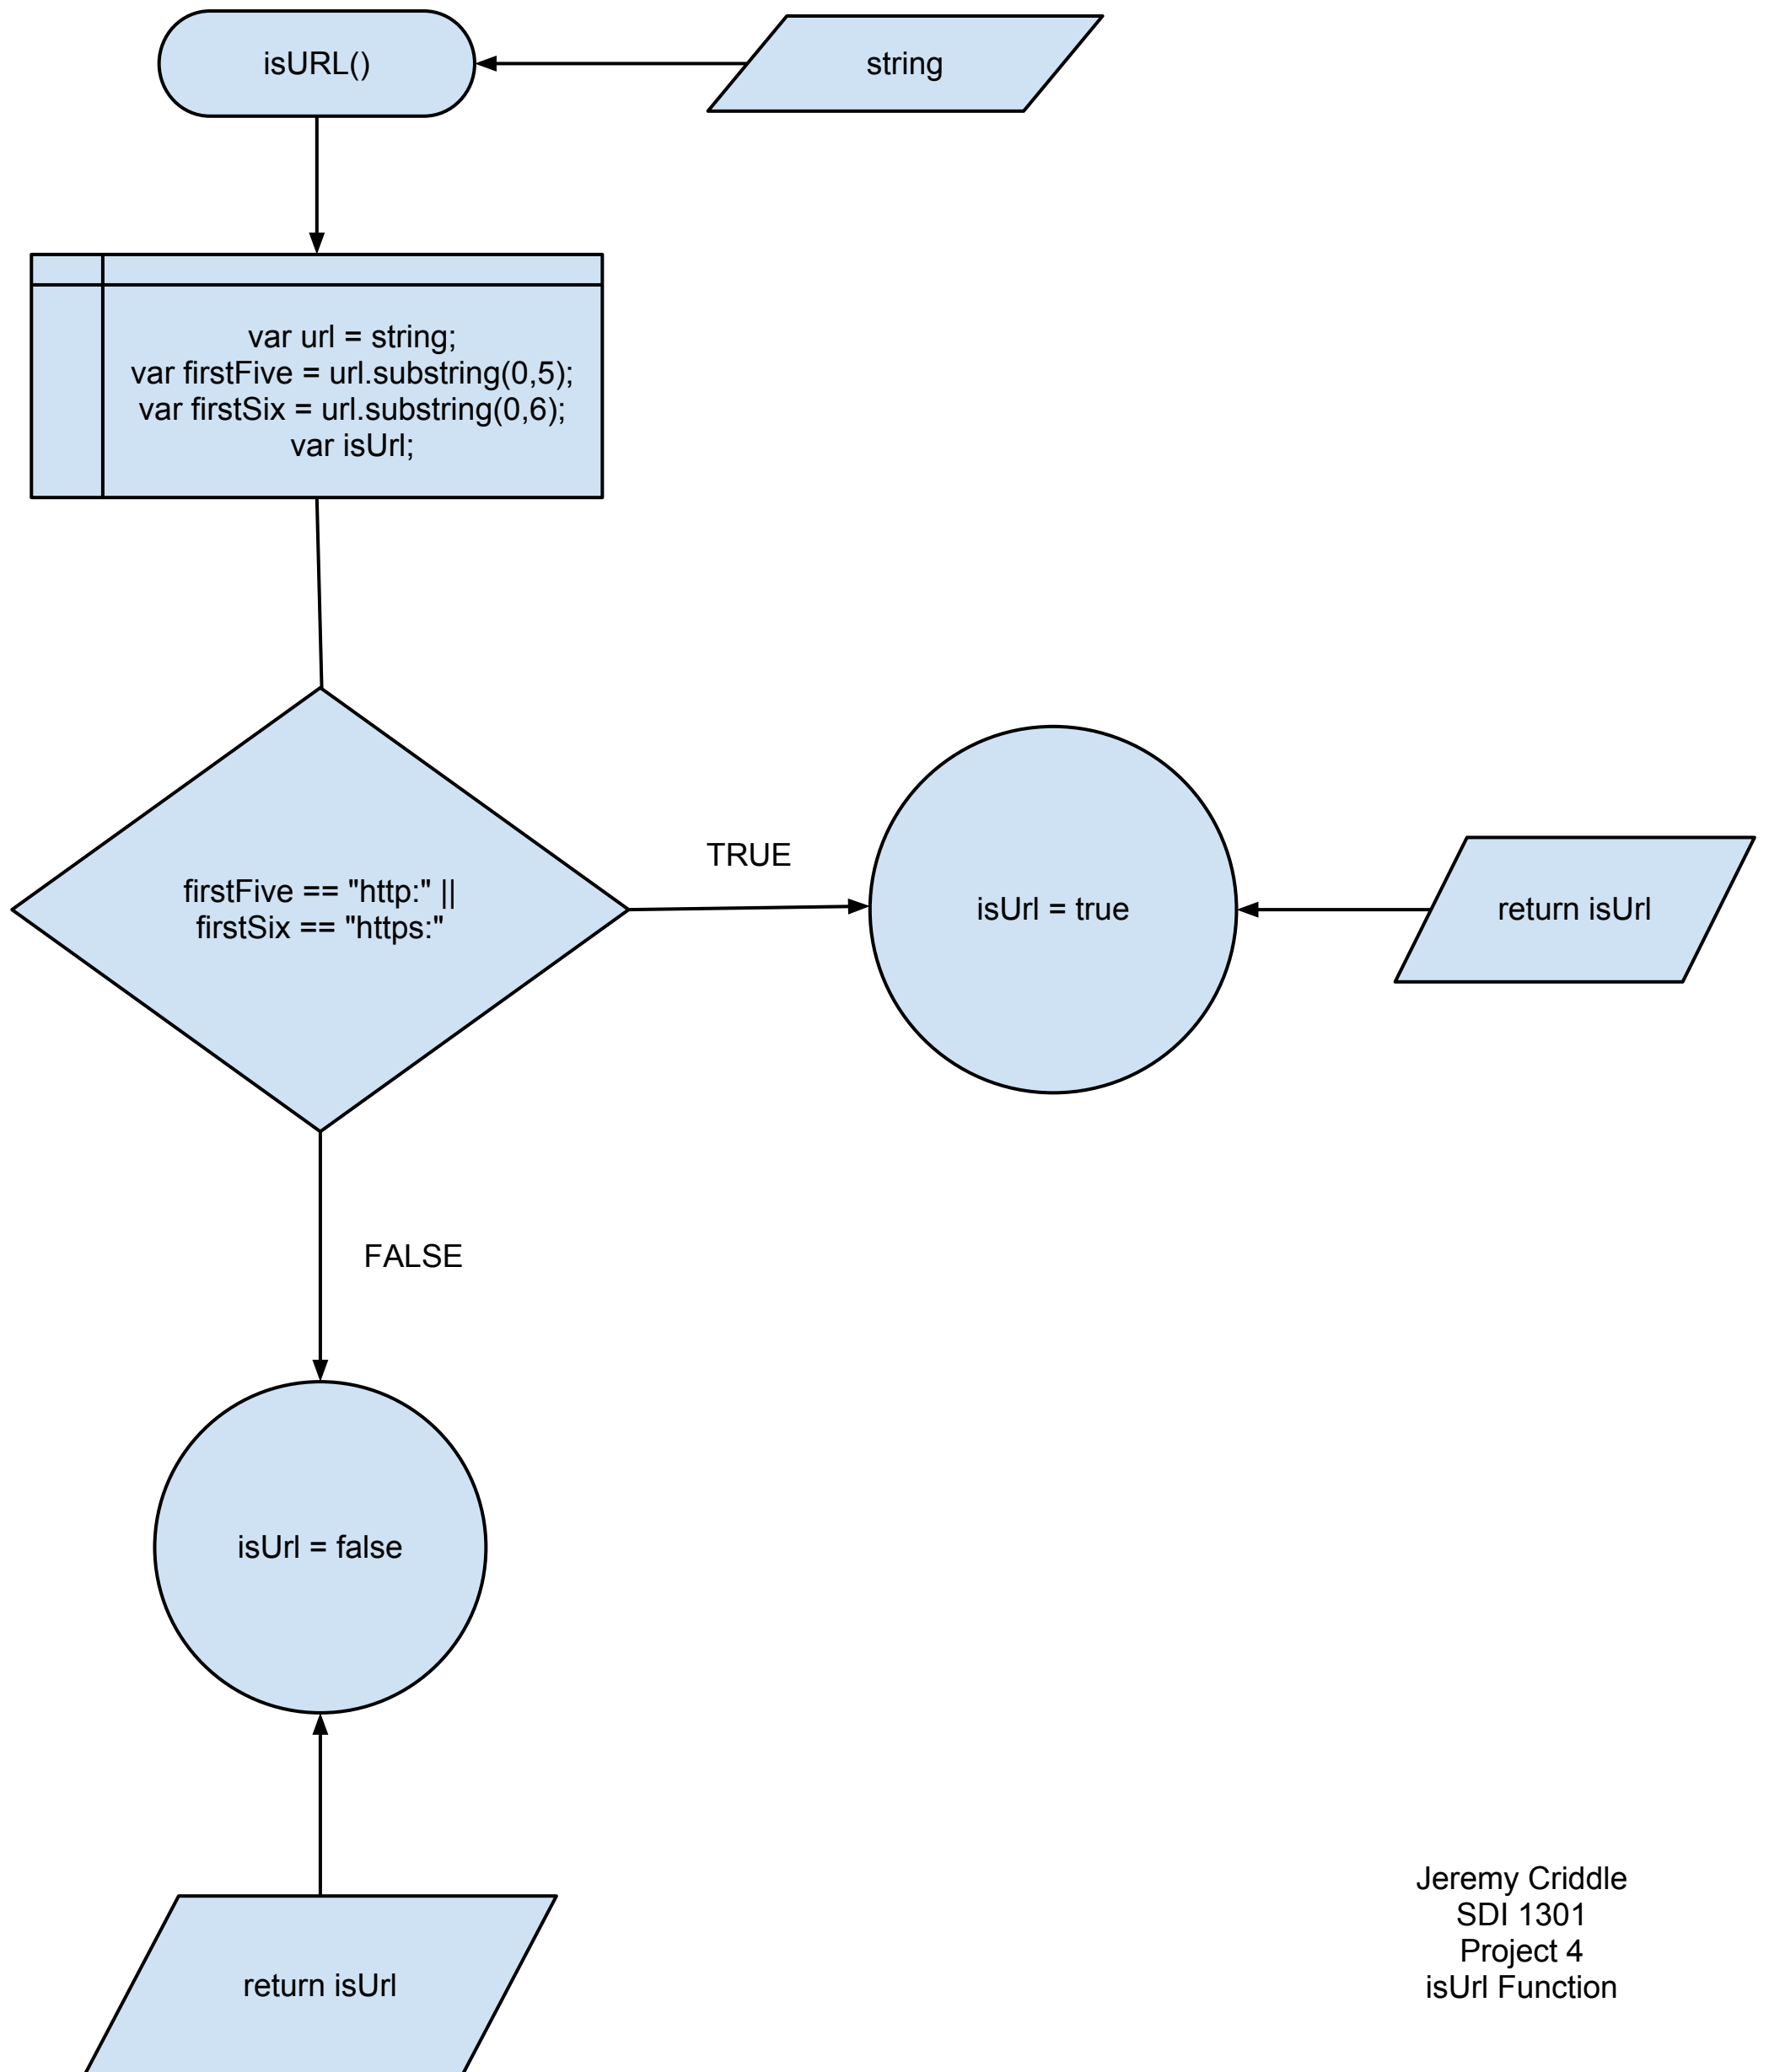 isURL()
string
var url = string;
var firstFive = url.substring(0,5);
var firstSix = url.substring(0,6);
var isUrl;
firstFive == "http:" ||
firstSix == "https:"
TRUE
isUrl = true
return isUrl
FALSE
isUrl = false
return isUrl
Jeremy Criddle
SDI 1301
Project 4
isUrl Function